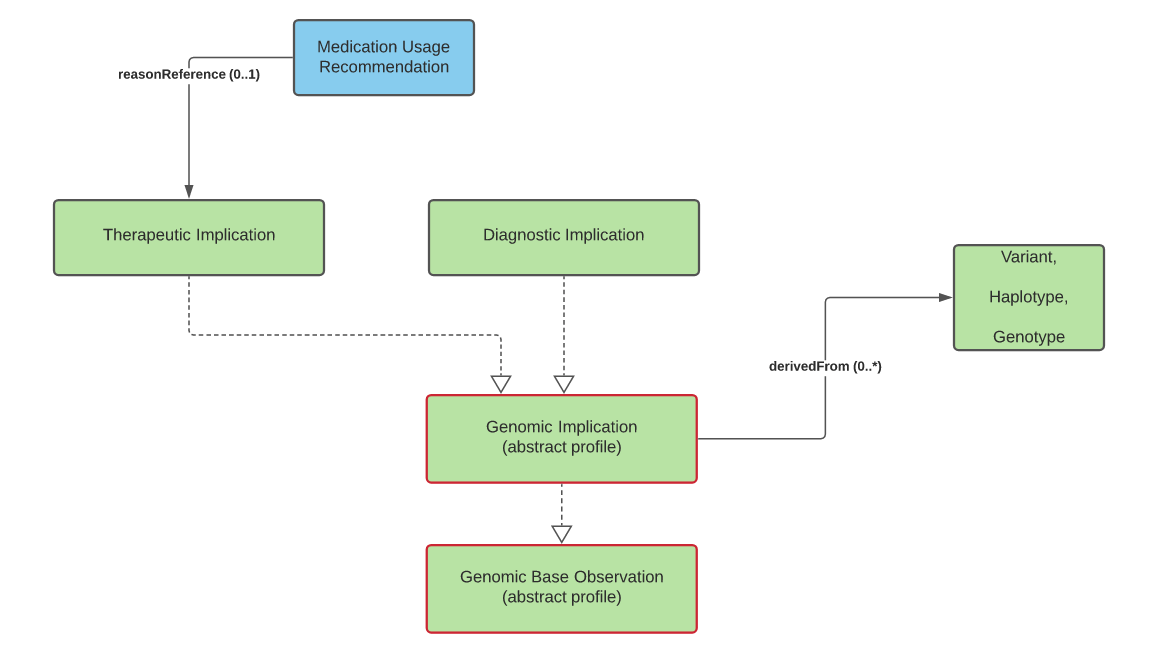 Medication Usage
Recommendation
reasonReference (0..1)
Therapeutic Implication
Diagnostic Implication
Variant,
Haplotype,
Genotype
derivedFrom (0..*)
Genomic Implication
(abstract profile)
Genomic Base Observation
(abstract profile)